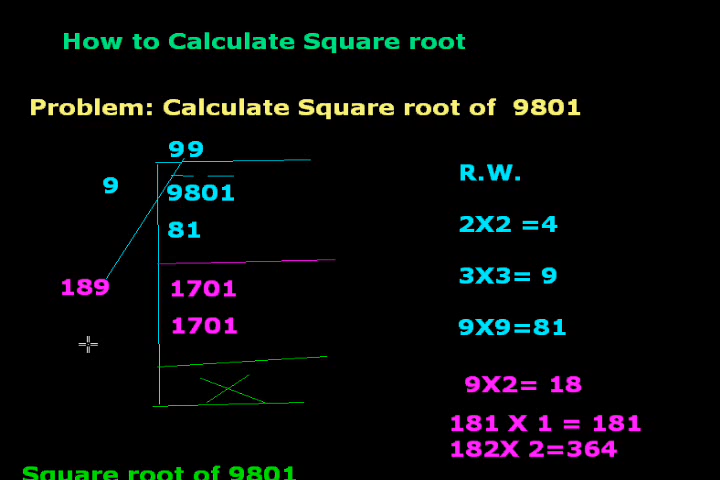 How to Calculate Square root
Problem: Calculate Square root of 9801
99
9
9801
81
189
1701
1701
R.W.
2X2 =4
3X3= 9
9X9=81
9X2= 18
181 X 1 = 181
182X 2=364
Square root of 9801